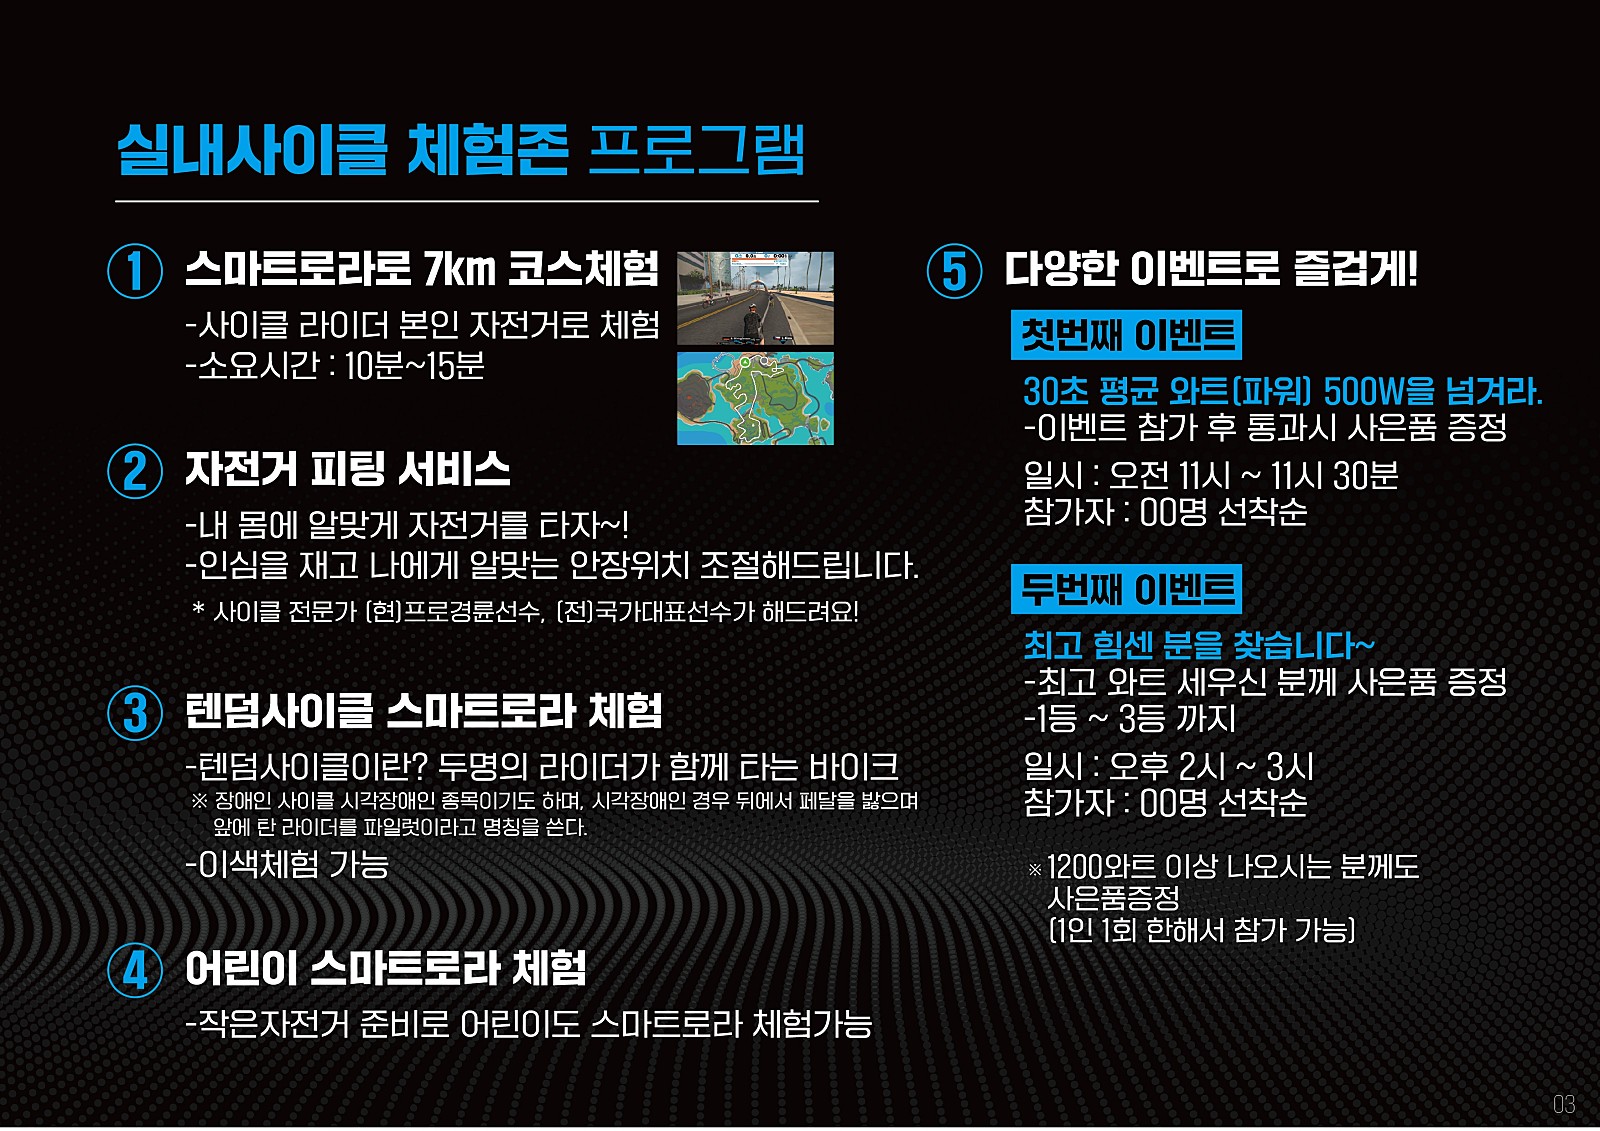 실내사이클 체험존 프로그램
1 스마트로라로 7km 코스체험
-사이클 라이더 본인 자전거로 체험
-소요시간 : 10분~15분
2 자전거 피팅 서비스
-내 몸에 알맞게 자전거를 타자~!
-인심을 재고 나에게 알맞는 안장위치 조절해드립니다.
* 사이클 전문가 (현)프로경륜선수, (전)국가대표선수가 해드려요!
3 텐덤사이클 스마트로라 체험
-텐덤사이클이란? 두명의 라이더가 함께 타는 바이크
※ 장애인 사이클 시각장애인 종목이기도 하며, 시각장애인 경우 뒤에서 페달을 밟으며
앞에 탄 라이더를 파일럿이라고 명칭을 쓴다.
-이색체험 가능
4 어린이 스마트로라 체험
-작은자전거 준비로 어린이도 스마트로라 체험가능
5 다양한 이벤트로 즐겁게!
첫번째 이벤트
30초 평균 와트(파워) 500W을 넘겨라.
-이벤트 참가 후 통과시 사은품 증정
일시 : 오전 11시 ~ 11시 30분
참가자 : 00명 선착순
두번째 이벤트
최고 힘센 분을 찾습니다~
-최고 와트 세우신 분께 사은품 증정
-1등 ~ 3등 까지
일시 : 오후 2시 ~ 3시
참가자 : 00명 선착순
※1200와트 이상 나오시는 분께도
사은품증정
(1인 1회 한해서 참가 가능)
03